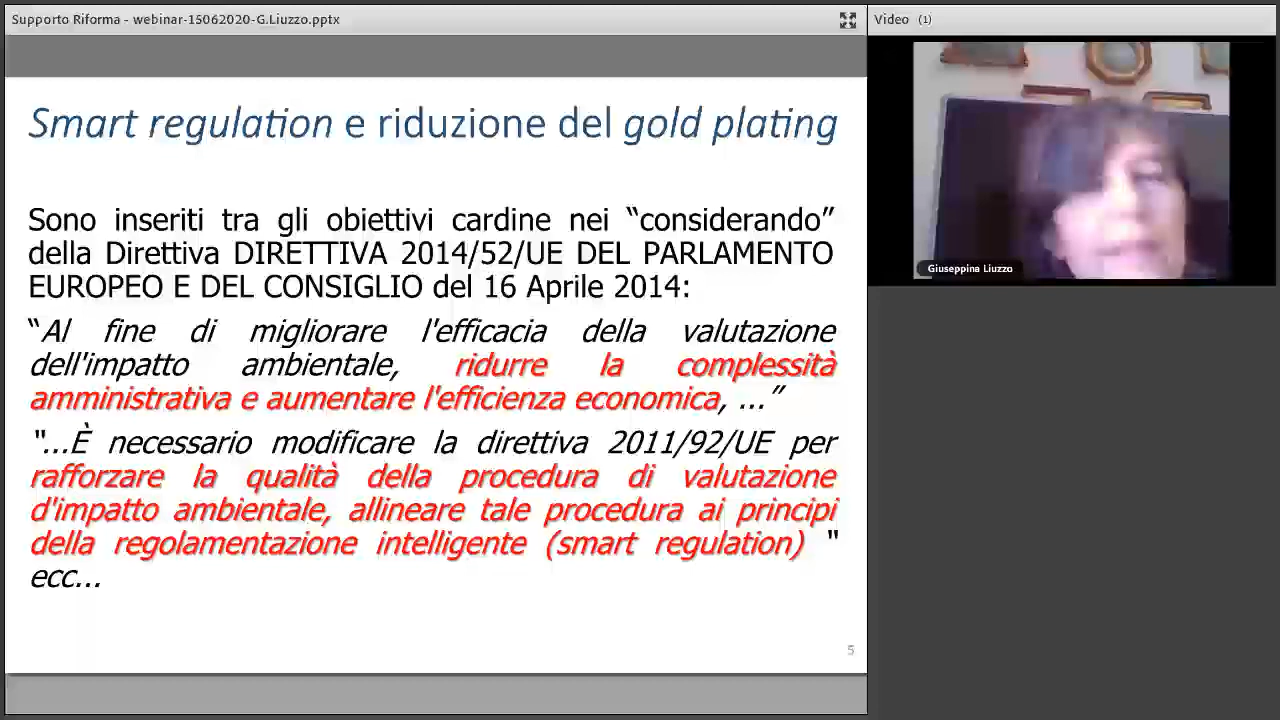 Supporto Riforma - webinar-15062020-G.Liuzzo.pptx
Video (1)
Smart regulation e riduzione del gold plating
Sono inseriti tra gli obiettivi cardine nei “considerando”
della Direttiva DIRETTIVA 2014/52/UE DEL PARLAMENTO
EUROPEO E DEL CONSIGLIO del 16 Aprile 2014:
“Al fine di migliorare l'efficacia della valutazione
dell'impatto ambientale, ridurre la complessità
amministrativa e aumentare l'efficienza economica, ...”
“...È necessario modificare la direttiva 2011/92/UE per
rafforzare la qualità della procedura di valutazione
d'impatto ambientale, allineare tale procedura ai principi
della regolamentazione intelligente (smart regulation) "
ecc...
5
Giuseppina Liuzzo